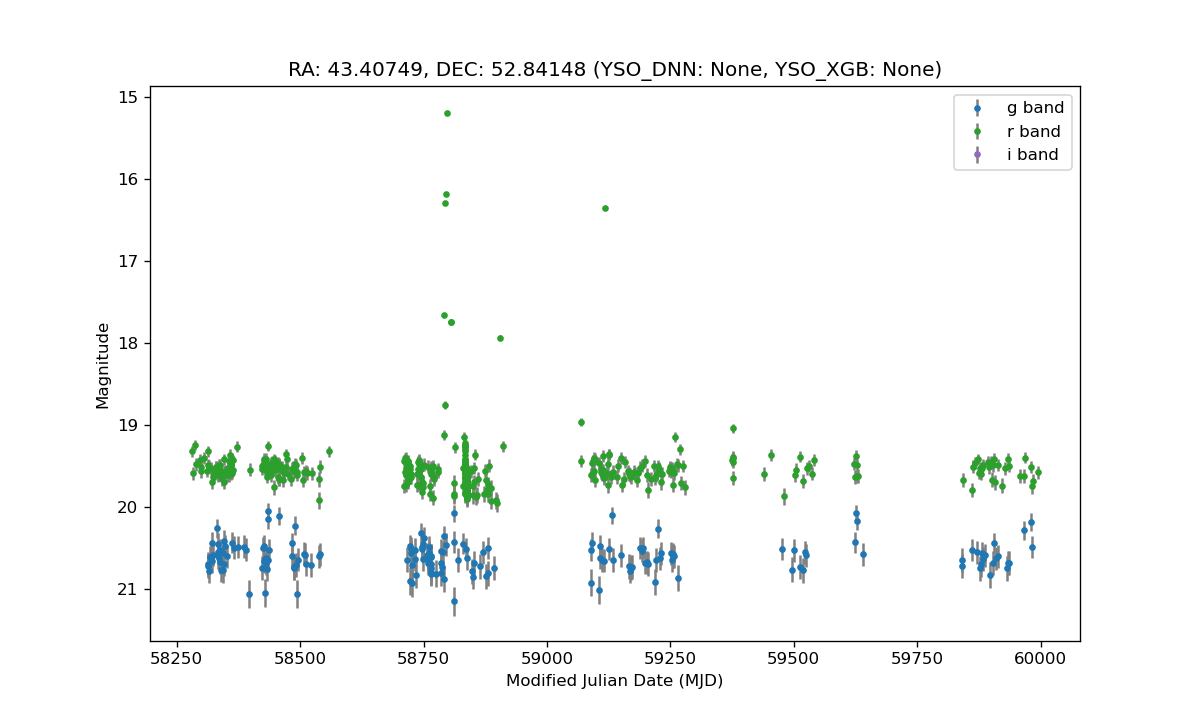 RA: 43.40749, DEC: 52.84148 (YSO_DNN: None, YSO_XGB: None)
g band
r band
i band
15
16
17
18
19
20
21
Magnitude
58250 58500 58750 59000 59250 59500 59750 60000
Modified Julian Date (MJD)